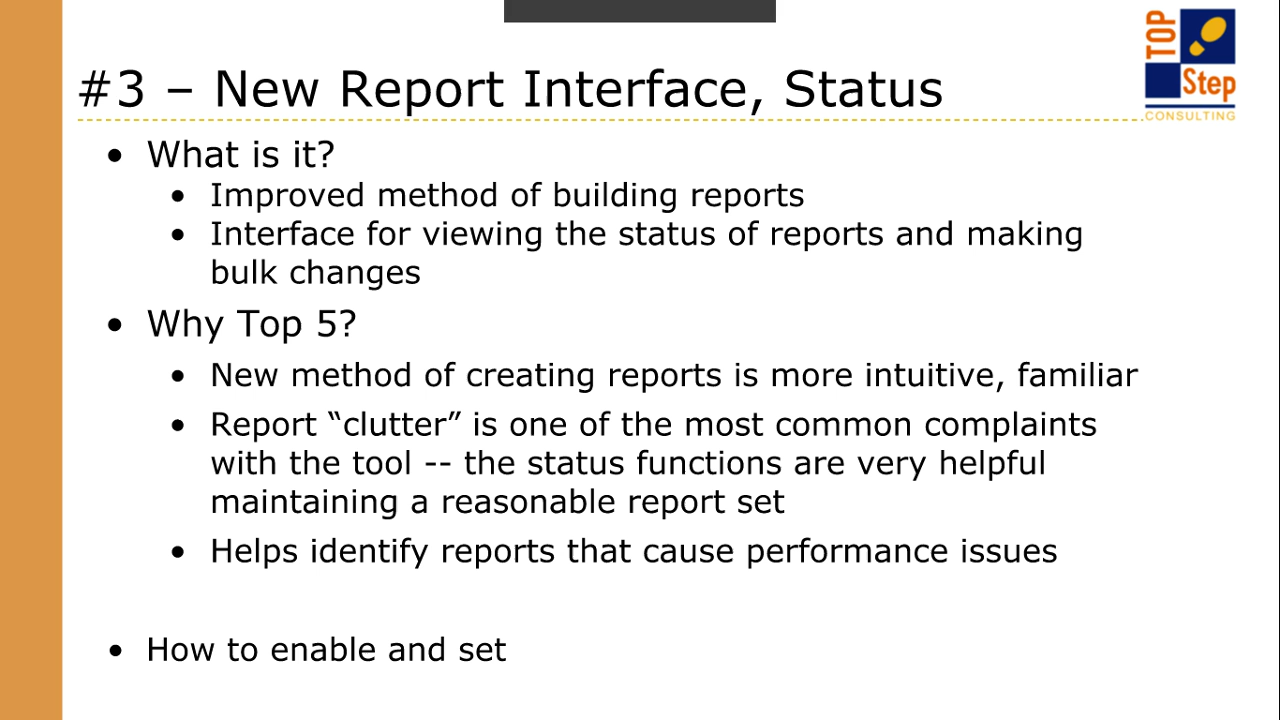 #3 – New Report Interface, Status
TOP
Step
CONSULTING
• What is it?
• Improved method of building reports
• Interface for viewing the status of reports and making
bulk changes
• Why Top 5?
• New method of creating reports is more intuitive, familiar
• Report “clutter” is one of the most common complaints
with the tool -- the status functions are very helpful
maintaining a reasonable report set
• Helps identify reports that cause performance issues
• How to enable and set